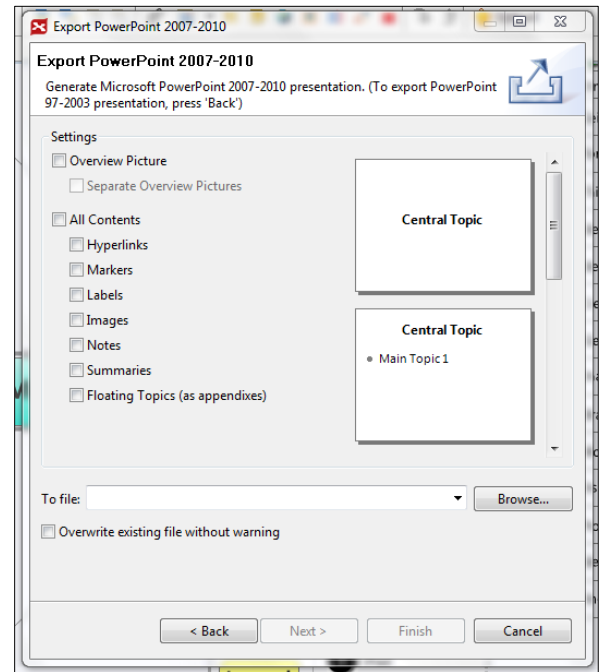 Export PowerPoint 2007-2010
Export PowerPoint 2007-2010
Generate Microsoft PowerPoint 2007-2010 presentation. (To export PowerPoint
97-2003 presentation, press 'Back')
Settings
Overview Picture
Separate Overview Pictures
All Contents
Hyperlinks
Markers
Labels
Images
Notes
Summaries
Floating Topics (as appendixes)
Central Topic
Central Topic
Main Topic 1
To file:
Browse...
Overwrite existing file without warning
< Back
Next >
Finish
Cancel